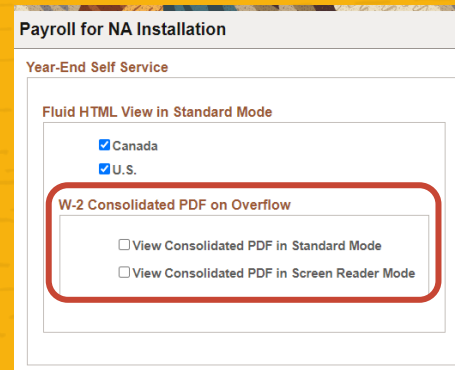 Payroll for NA Installation
Year-End Self Service
Fluid HTML View in Standard Mode
Canada
U.S.
W-2 Consolidated PDF on Overflow
View Consolidated PDF in Standard Mode
View Consolidated PDF in Screen Reader Mode